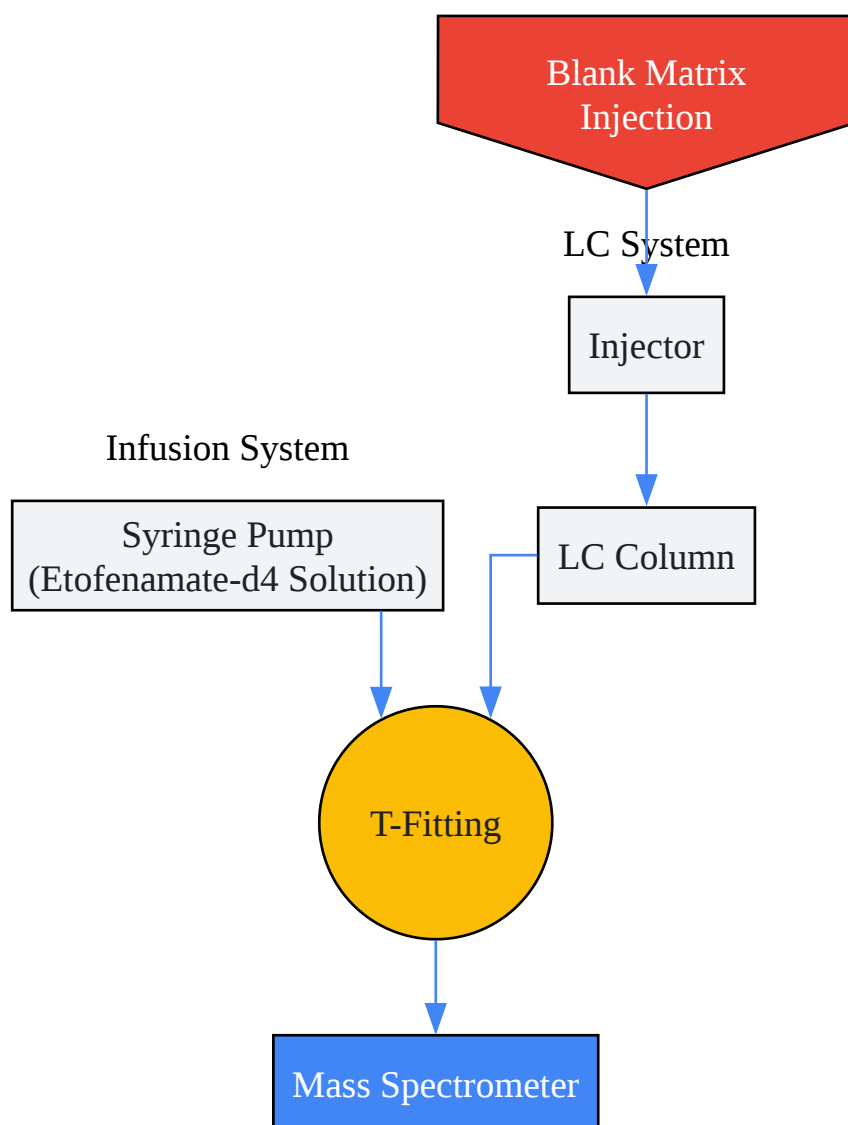 Blank Matrix
Injection
LC System
Injector
Infusion System
Syringe Pump
(Etofenamate-d4 Solution)
LC Column
T-Fitting
Mass Spectrometer